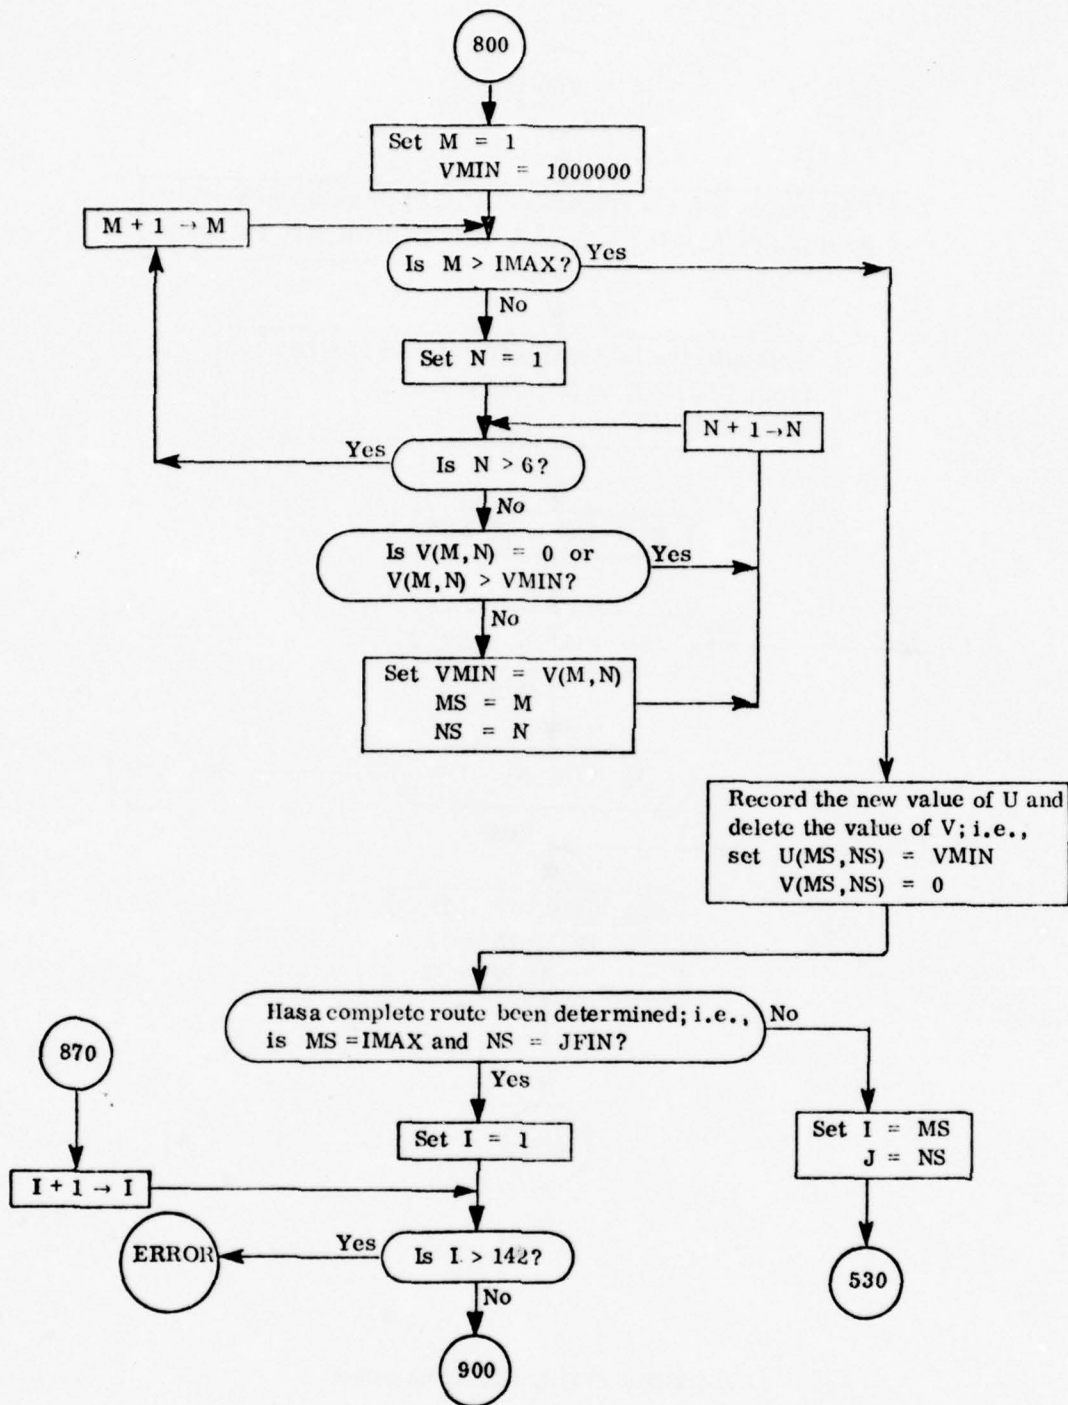 800
Set M = 1
VMIN = 1000000
M + 1 → M
Is M > IMAX?
Yes
No
Set N = 1
N + 1 → N
Yes
Is N > 6?
No
Is V(M,N) = 0 or
V(M,N) > VMIN?
Yes
No
Set VMIN = V(M,N)
MS = M
NS = N
Record the new value of U and
delete the value of V; i.e.,
set U(MS,NS) = VMIN
V(MS,NS) = 0
Has a complete route been determined; i.e.,
is MS = IMAX and NS = JFIN?
No
Yes
870
Set I = 1
Set I = MS
J = NS
I + 1 → I
ERROR
Yes
Is I > 142?
530
No
900